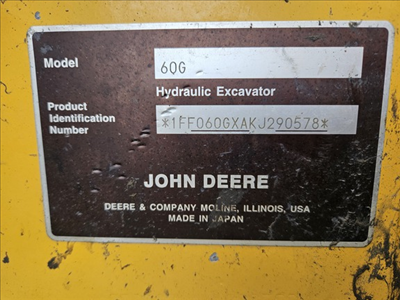 Model 60G
Hydraulic Excavator
Product
Identification
Number
*1FF060GXAKJ290578*
JOHN DEERE
DEERE & COMPANY MOLINE, ILLINOIS, USA
MADE IN JAPAN